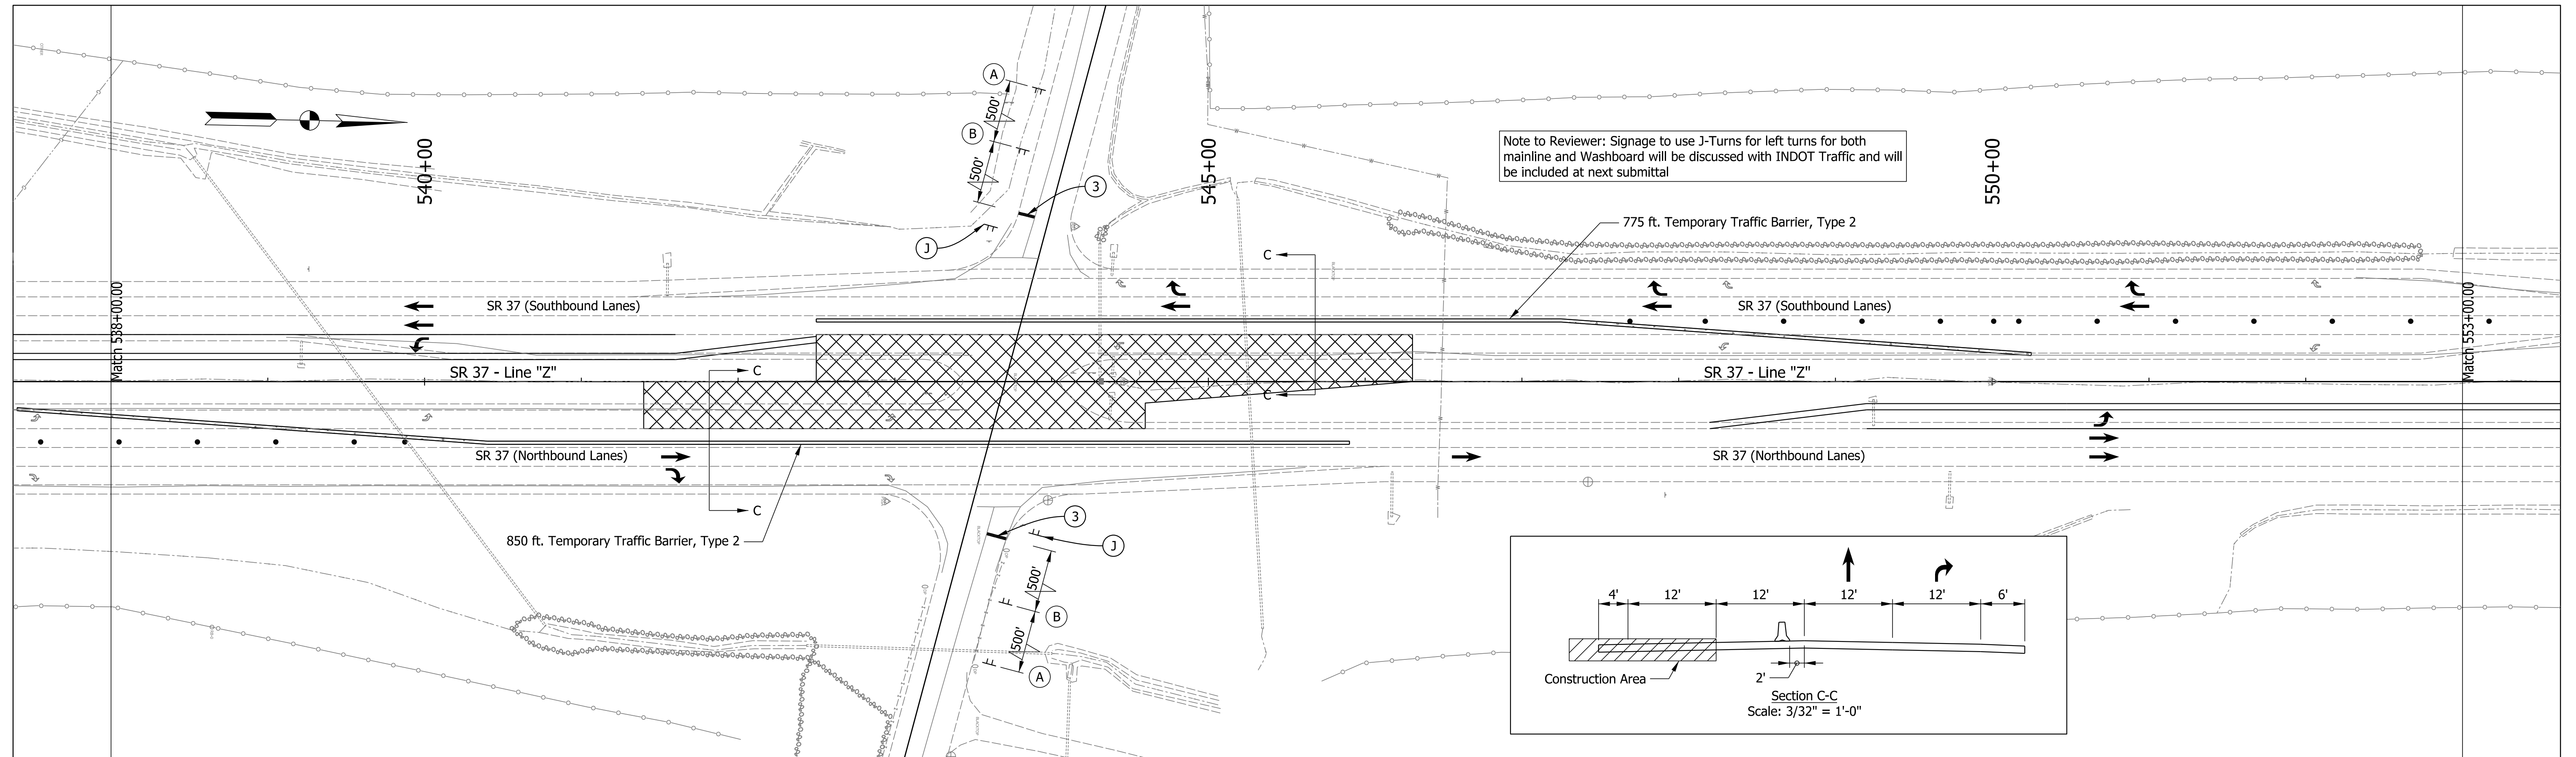 A
500'
B
500'
3
J
540+00
545+00
550+00
Note to Reviewer: Signage to use J-Turns for left turns for both
mainline and Washboard will be discussed with INDOT Traffic and will
be included at next submittal
775 ft. Temporary Traffic Barrier, Type 2
C
Match 538+00.00
SR 37 (Southbound Lanes)
SR 37 (Southbound Lanes)
Match 553+00.00
SR 37 - Line "Z"
C
SR 37 - Line "Z"
C
SR 37 (Northbound Lanes)
SR 37 (Northbound Lanes)
C
850 ft. Temporary Traffic Barrier, Type 2
3
J
500'
B
500'
A
4'
12'
12'
12'
12'
6'
Construction Area
2'
Section C-C
Scale: 3/32" = 1'-0"